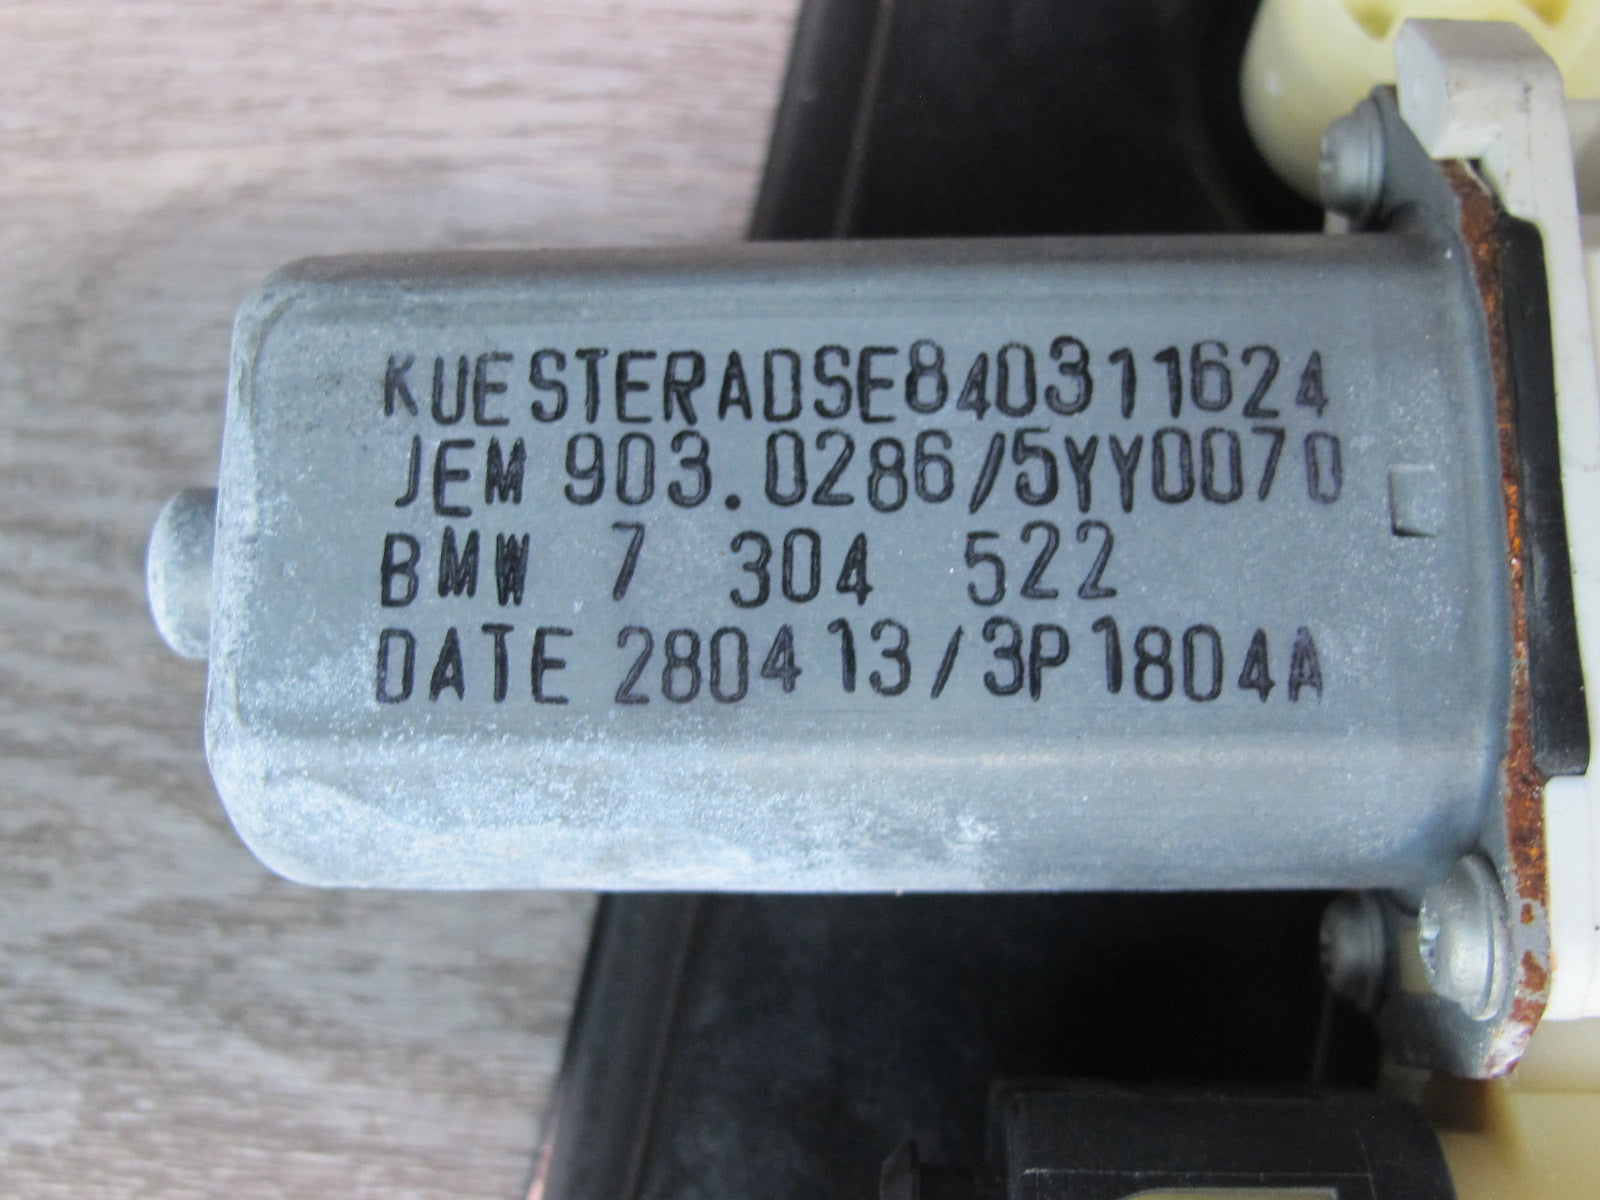 KUESTERADSE840311624
JEM 903.0286/5YY0070
BMW 7 304 522
DATE 280413/3P1804A